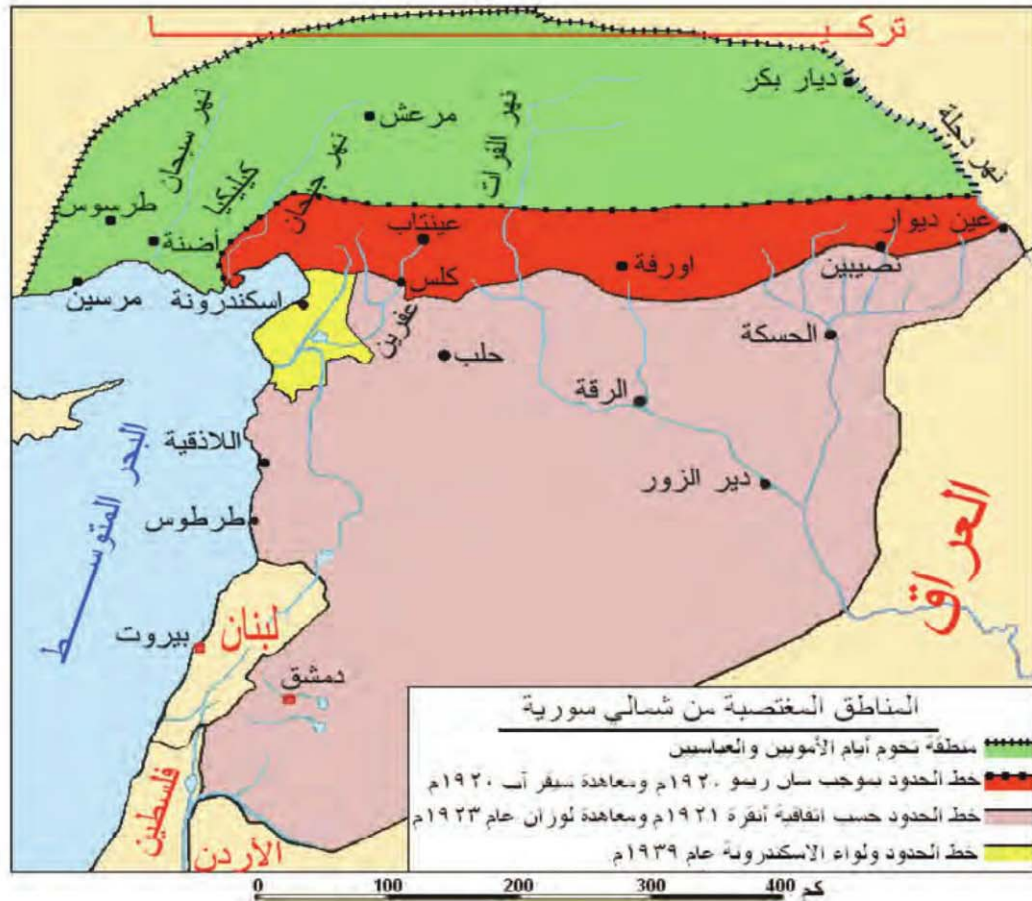 تركيا
ديار بكر
نهر دجلة
مرعش
نهر الفرات
نهر سيحان
كيليكيا
نهر جيحان
طرسوس
أضنة
مرسين
عين ديوار
عينتاب
اورفة
نصيبين
كلس
اسكندرونة
عفرين
حلب
الحسكة
الرقة
اللاذقية
دير الزور
طرطوس
البحر المتوسط
العراق
لبنان
بيروت
دمشق
فلسطين
الأردن
المناطق المغتصبة من شمالي سورية
منطقة تخوم أيام الأمويين والعباسيين
خط الحدود بموجب سان ريمو ١٩٢٠م ومعاهدة سيفر آب ١٩٢٠م
خط الحدود حسب اتفاقية أنقرة ١٩٢١م ومعاهدة لوزان عام ١٩٢٣م
خط الحدود ولواء الاسكندرونة عام ١٩٣٩م
0 100 200 300 400 كم